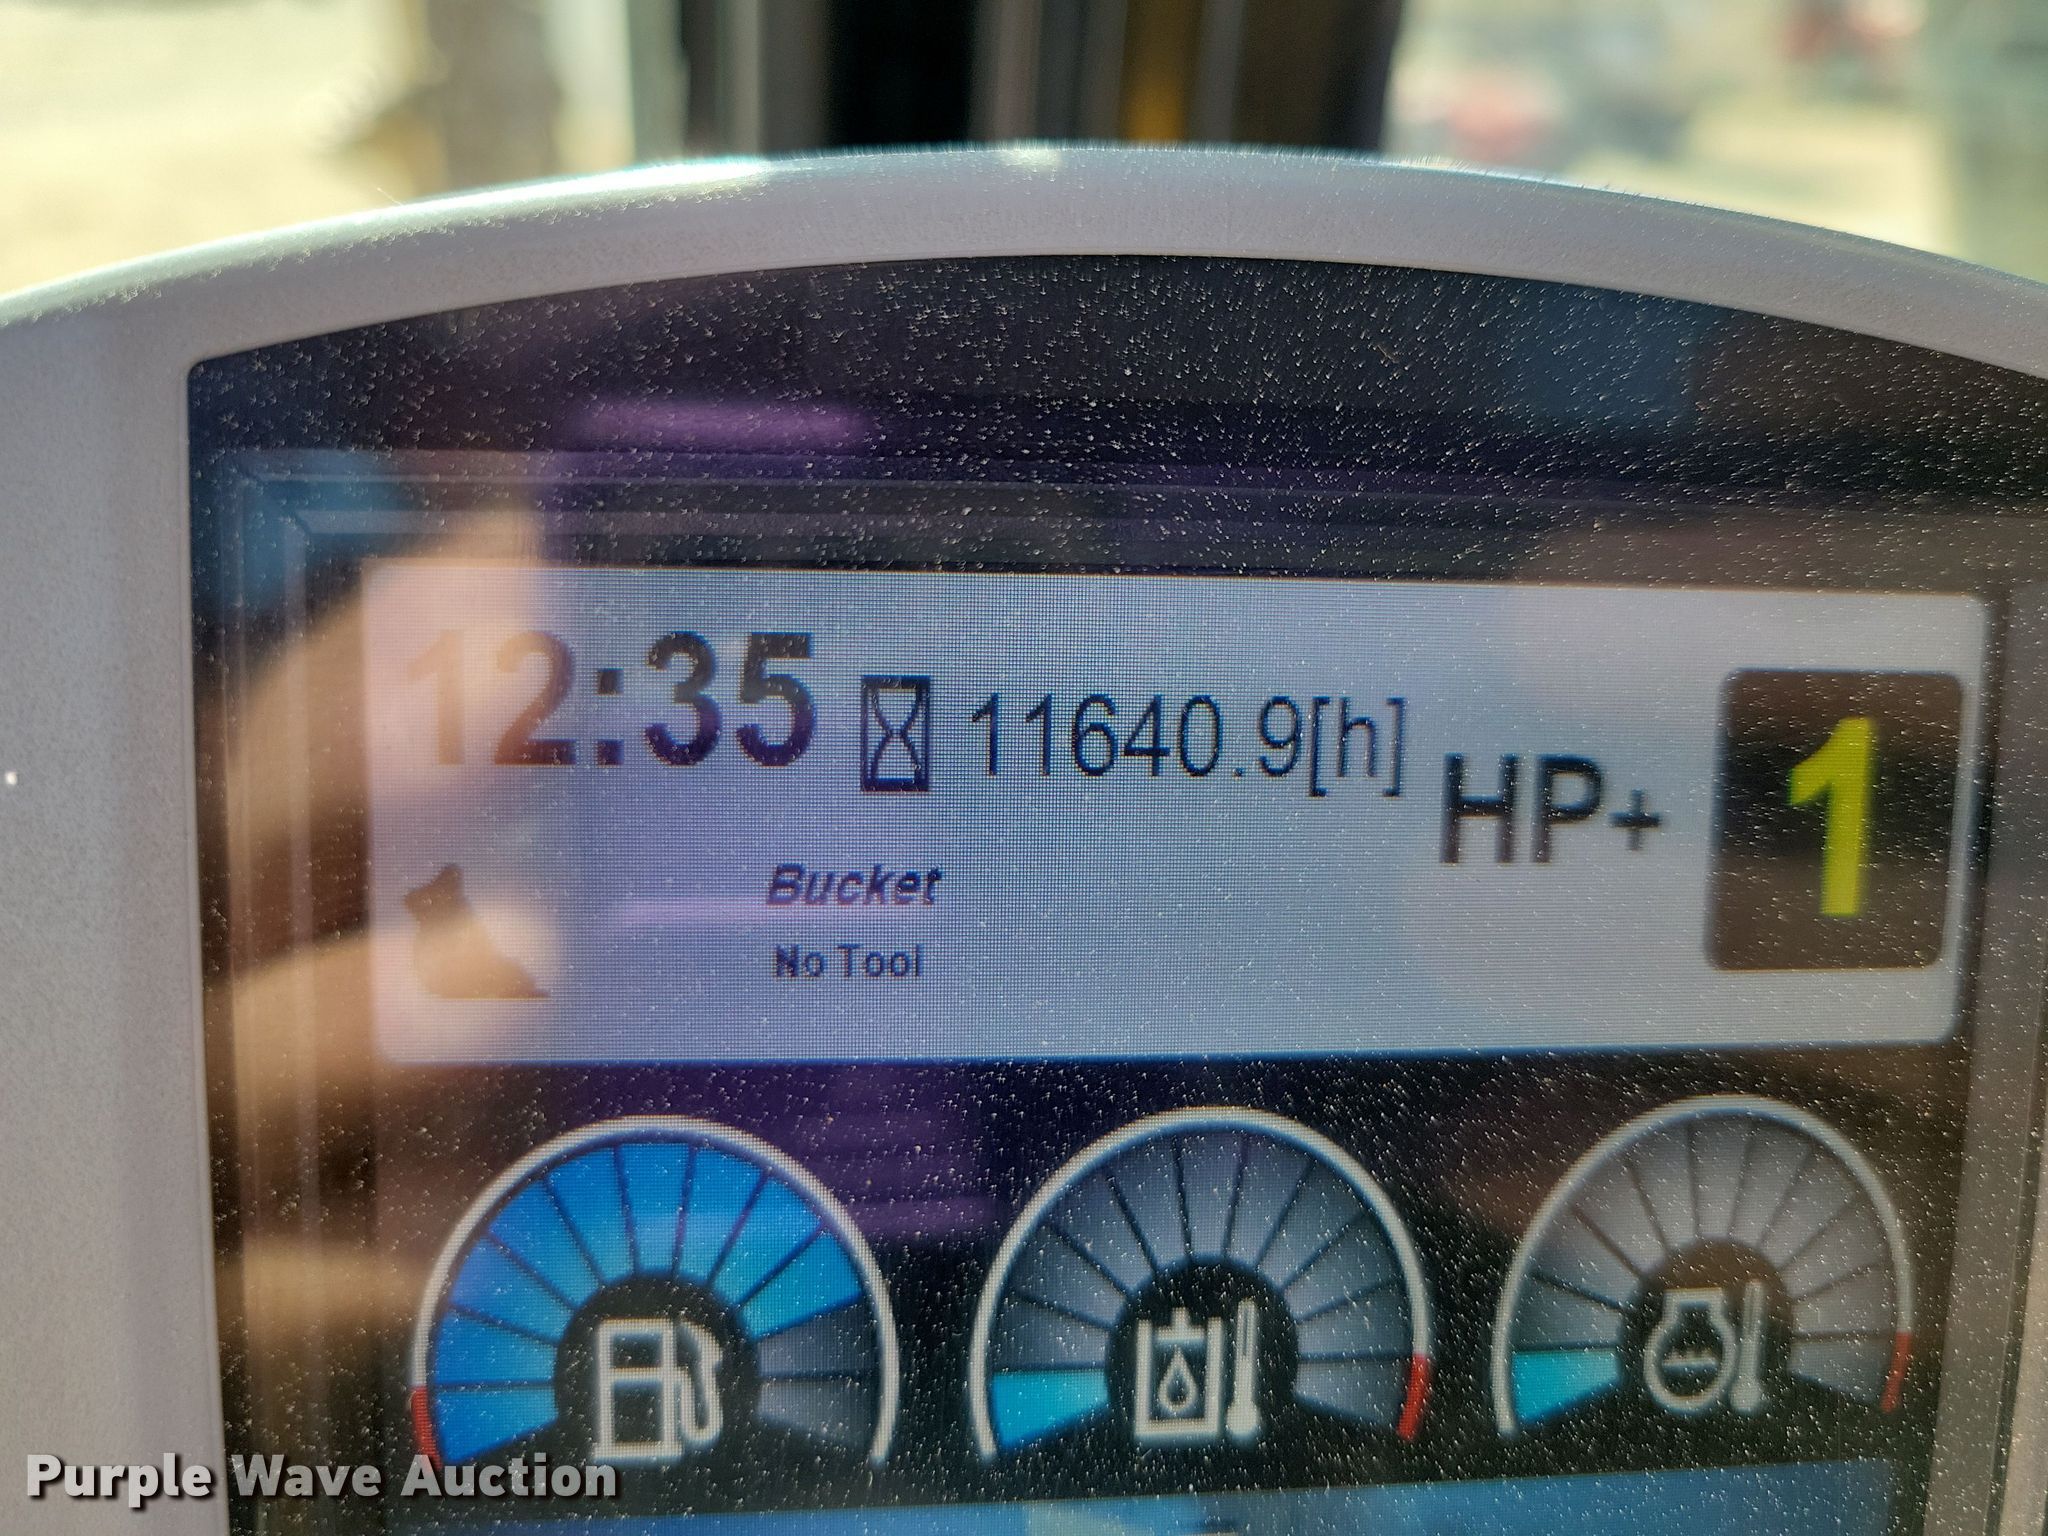 12:35
11640.9[h]
HP+
1
Bucket
No Tool
Purple Wave Auction